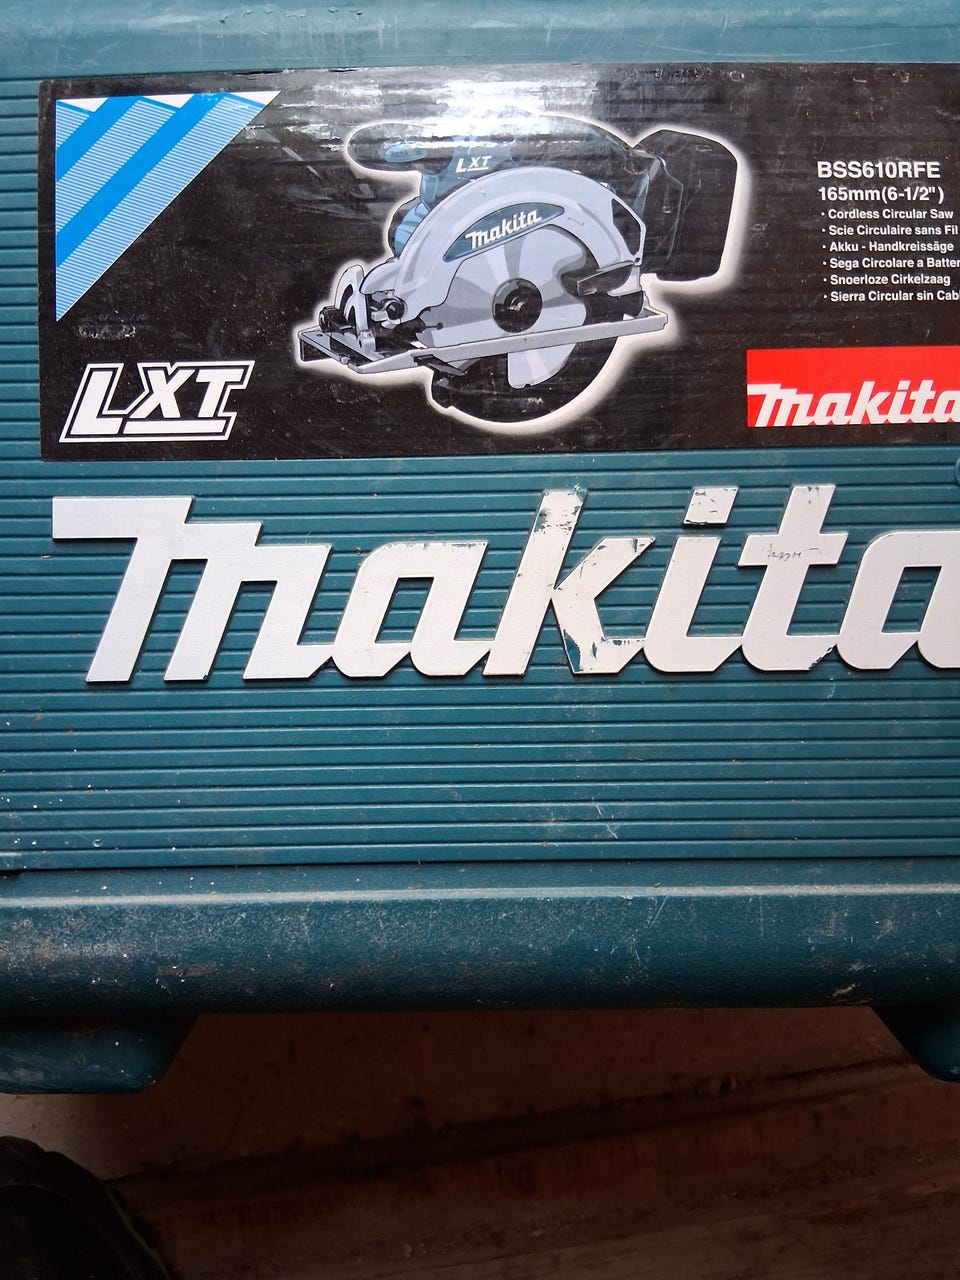 LXT
Makita
BSS610RFE
165mm(6-1/2")
· Cordless Circular Saw
· Scie Circulaire sans Fil
· Akku - Handkreissäge
· Sega Circolare a Batter
· Snoerloze Cirkelzaag
· Sierra Circular sin Cab
LXT
Makita
Makita